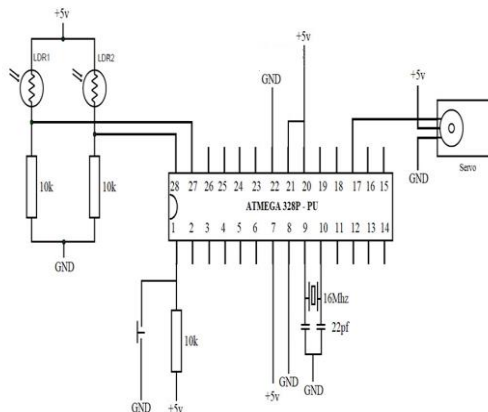 +5v
LDR1
LDR2
+5v
GND
+5v
10k
10k
GND
Servo
GND
28 27 26 25 24 23 22 21 20 19 18 17 16 15
ATMEGA 328P - PU
1 2 3 4 5 6 7 8 9 10 11 12 13 14
16Mhz
22pf
10k
GND
+5v
+5v
GND
GND